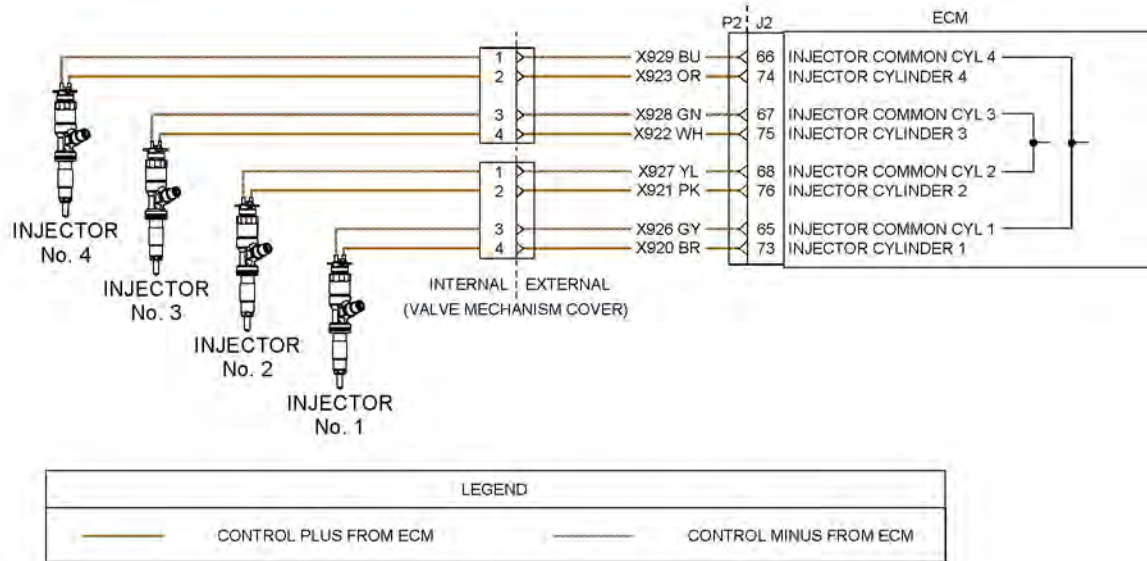 P2 J2 ECM
1 X929 BU 66 INJECTOR COMMON CYL 4
2 X923 OR 74 INJECTOR CYLINDER 4
3 X928 GN 67 INJECTOR COMMON CYL 3
4 X922 WH 75 INJECTOR CYLINDER 3
1 X927 YL 68 INJECTOR COMMON CYL 2
2 X921 PK 76 INJECTOR CYLINDER 2
3 X926 GY 65 INJECTOR COMMON CYL 1
4 X920 BR 73 INJECTOR CYLINDER 1
INJECTOR
No. 4
INJECTOR
No. 3
INJECTOR
No. 2
INJECTOR
No. 1
INTERNAL EXTERNAL
(VALVE MECHANISM COVER)
LEGEND
CONTROL PLUS FROM ECM CONTROL MINUS FROM ECM